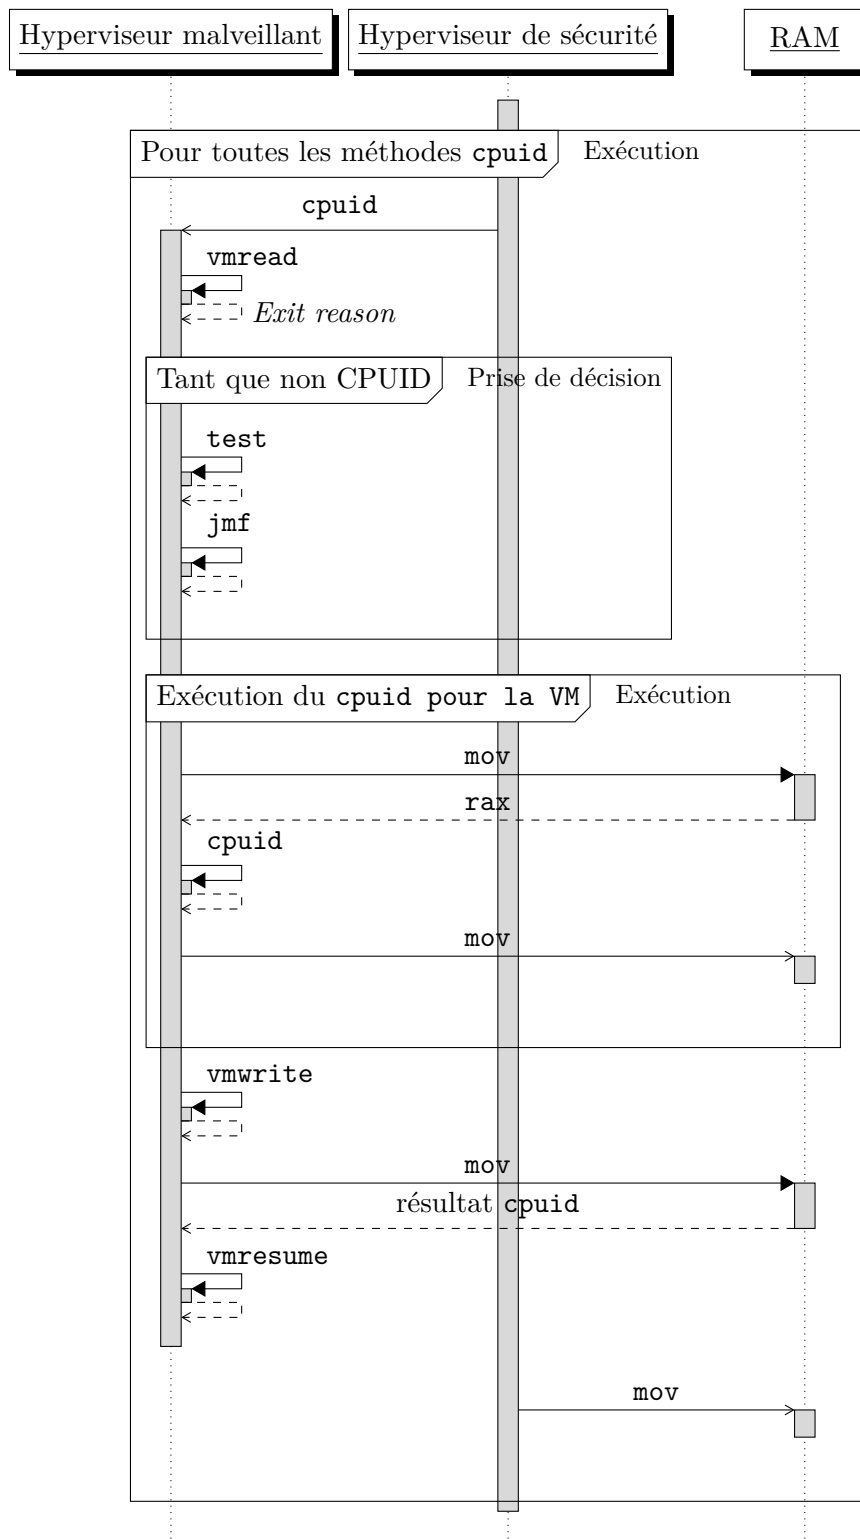 Hyperviseur malveillant
Hyperviseur de sécurité
RAM
Pour toutes les méthodes cpuid
Exécution
cpuid
vmread
Exit reason
Tant que non CPUID
Prise de décision
test
jmf
Exécution du cpuid pour la VM
Exécution
mov
rax
cpuid
mov
vmwrite
mov
résultat cpuid
vmresume
mov